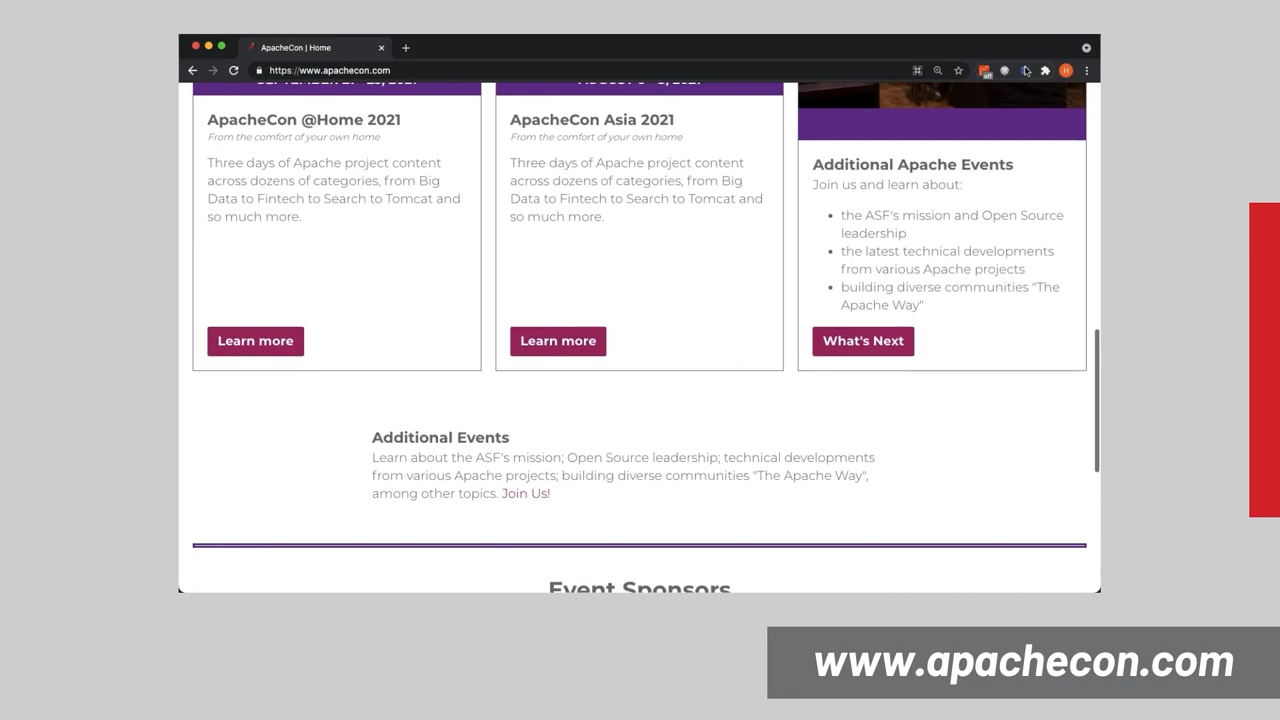 ApacheCon | Home
https://www.apachecon.com
ApacheCon @Home 2021
From the comfort of your own home
Three days of Apache project content
across dozens of categories, from Big
Data to Fintech to Search to Tomcat and
so much more.
Learn more
ApacheCon Asia 2021
From the comfort of your own home
Three days of Apache project content
across dozens of categories, from Big
Data to Fintech to Search to Tomcat and
so much more.
Learn more
Additional Apache Events
Join us and learn about:
• the ASF's mission and Open Source
leadership
• the latest technical developments
from various Apache projects
• building diverse communities "The
Apache Way"
What's Next
Additional Events
Learn about the ASF's mission; Open Source leadership; technical developments
from various Apache projects; building diverse communities "The Apache Way",
among other topics. Join Us!
Event Sponsors
www.apachecon.com